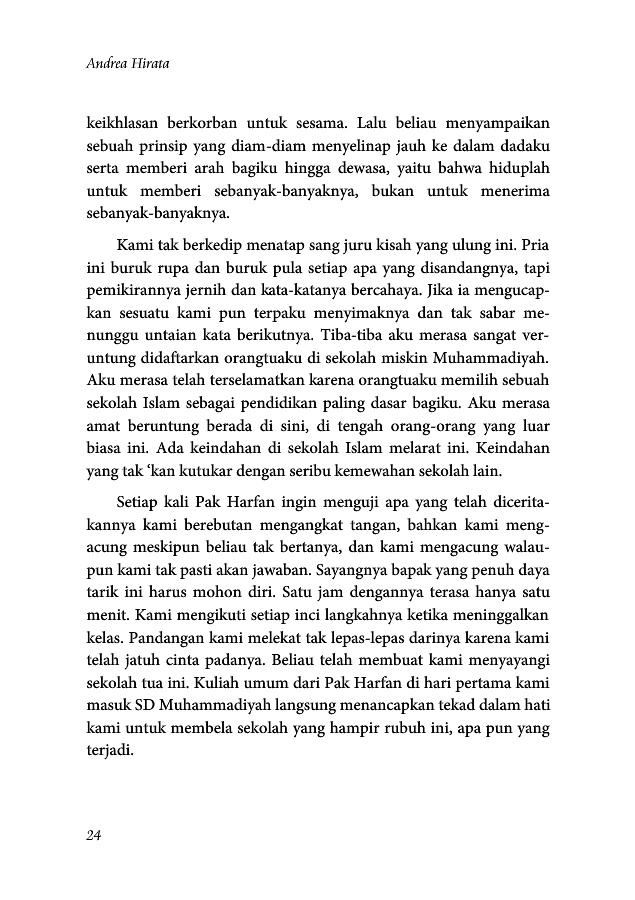 Andrea Hirata
keikhlasan berkorban untuk sesama. Lalu beliau menyampaikan
sebuah prinsip yang diam-diam menyelinap jauh ke dalam dadaku
serta memberi arah bagiku hingga dewasa, yaitu bahwa hiduplah
untuk memberi sebanyak-banyaknya, bukan untuk menerima
sebanyak-banyaknya.
Kami tak berkedip menatap sang juru kisah yang ulung ini. Pria
ini buruk rupa dan buruk pula setiap apa yang disandangnya, tapi
pemikirannya jernih dan kata-katanya bercahaya. Jika ia mengucap-
kan sesuatu kami pun terpaku menyimaknya dan tak sabar me-
nunggu untaian kata berikutnya. Tiba-tiba aku merasa sangat ver-
untung didaftarkan orangtuaku di sekolah miskin Muhammadiyah.
Aku merasa telah terselamatkan karena orangtuaku memilih sebuah
sekolah Islam sebagai pendidikan paling dasar bagiku. Aku merasa
amat beruntung berada di sini, di tengah orang-orang yang luar
biasa ini. Ada keindahan di sekolah Islam melarat ini. Keindahan
yang tak ‘kan kutukar dengan seribu kemewahan sekolah lain.
Setiap kali Pak Harfan ingin menguji apa yang telah dicerita-
kannya kami berebutan mengangkat tangan, bahkan kami meng-
acung meskipun beliau tak bertanya, dan kami mengacung walau-
pun kami tak pasti akan jawaban. Sayangnya bapak yang penuh daya
tarik ini harus mohon diri. Satu jam dengannya terasa hanya satu
menit. Kami mengikuti setiap inci langkahnya ketika meninggalkan
kelas. Pandangan kami melekat tak lepas-lepas darinya karena kami
telah jatuh cinta padanya. Beliau telah membuat kami menyayangi
sekolah tua ini. Kuliah umum dari Pak Harfan di hari pertama kami
masuk SD Muhammadiyah langsung menancapkan tekad dalam hati
kami untuk membela sekolah yang hampir rubuh ini, apa pun yang
terjadi.
24